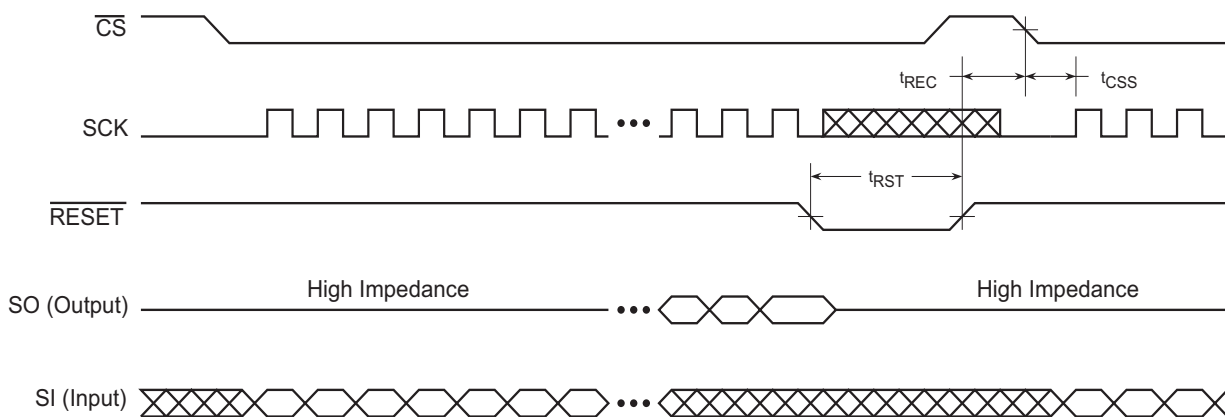 CS
tREC
tCSS
SCK
•••
tRST
RESET
High Impedance
High Impedance
SO (Output)
•••
SI (Input)
•••